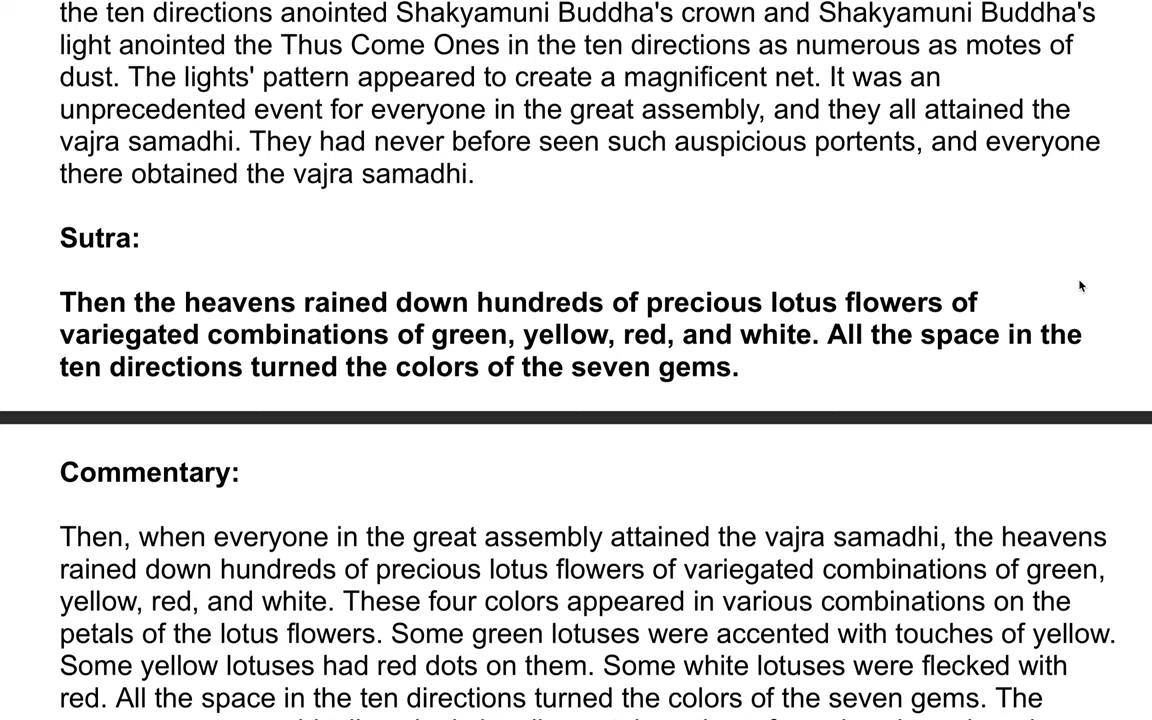 the ten directions anointed Shakyamuni Buddha's crown and Shakyamuni Buddha's
light anointed the Thus Come Ones in the ten directions as numerous as motes of
dust. The lights' pattern appeared to create a magnificent net. It was an
unprecedented event for everyone in the great assembly, and they all attained the
vajra samadhi. They had never before seen such auspicious portents, and everyone
there obtained the vajra samadhi.
Sutra:
Then the heavens rained down hundreds of precious lotus flowers of
variegated combinations of green, yellow, red, and white. All the space in the
ten directions turned the colors of the seven gems.
Commentary:
Then, when everyone in the great assembly attained the vajra samadhi, the heavens
rained down hundreds of precious lotus flowers of variegated combinations of green,
yellow, red, and white. These four colors appeared in various combinations on the
petals of the lotus flowers. Some green lotuses were accented with touches of yellow.
Some yellow lotuses had red dots on them. Some white lotuses were flecked with
red. All the space in the ten directions turned the colors of the seven gems. The